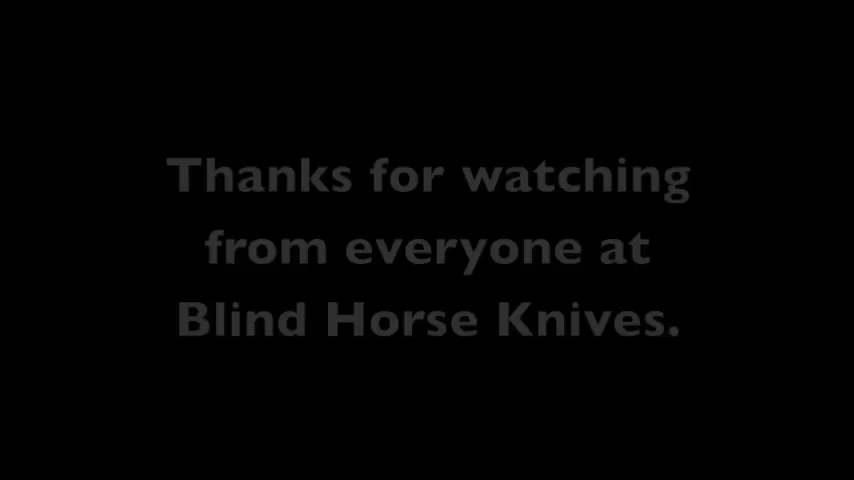 Thanks for watching
from everyone at
Blind Horse Knives.